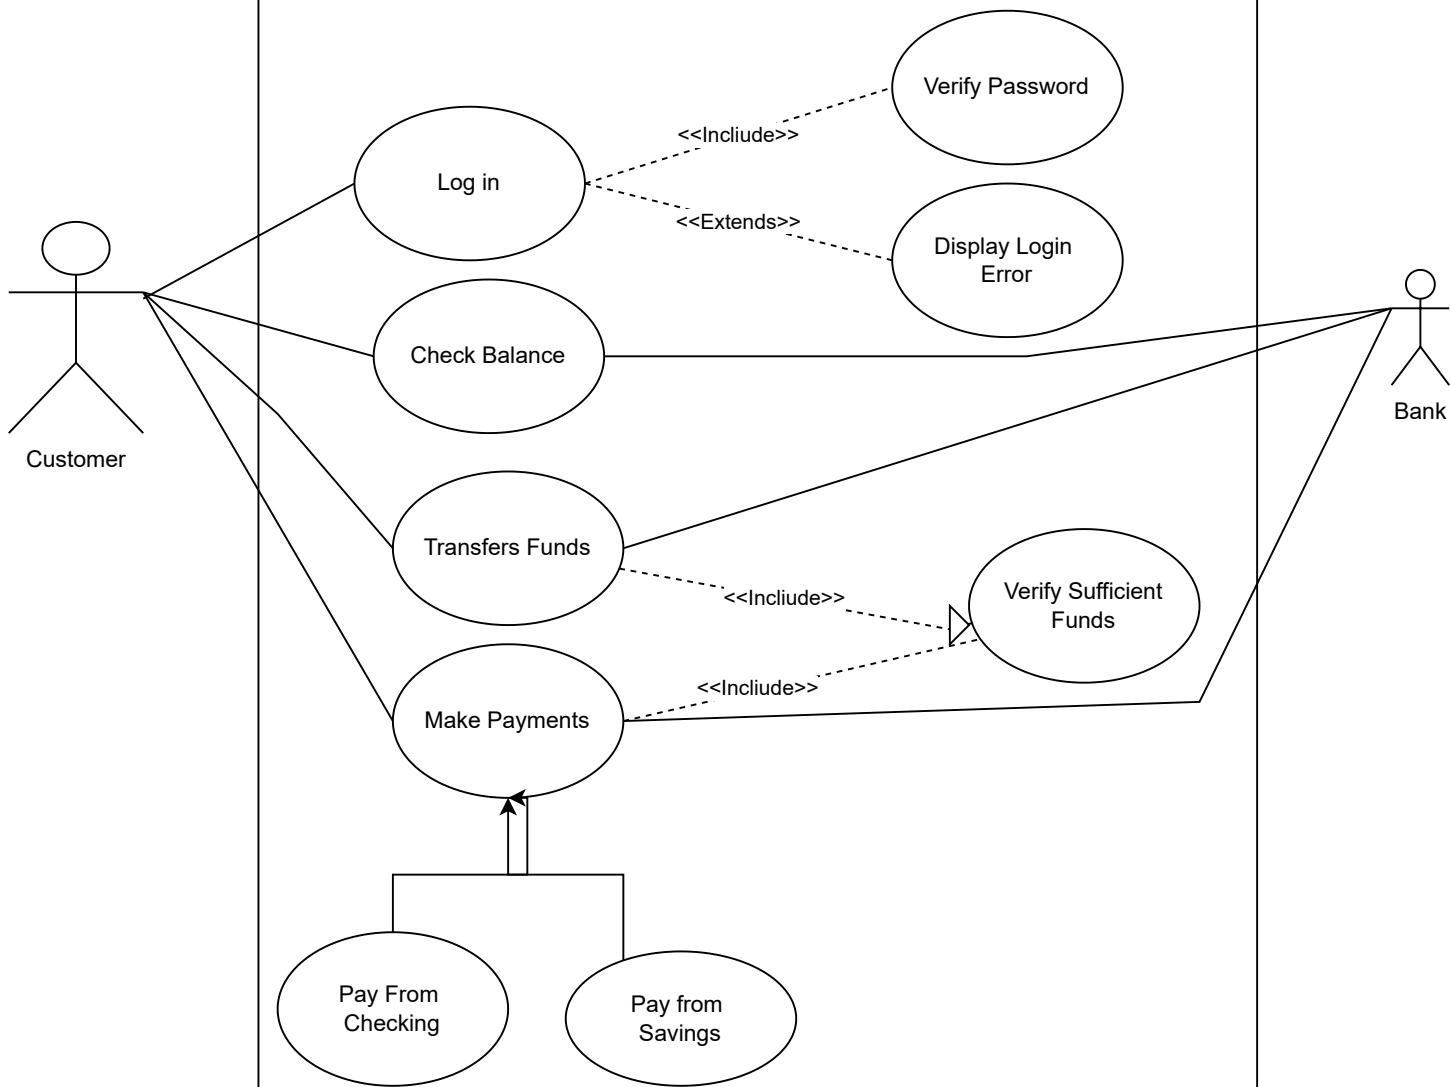 Verify Password
<<Incliude>>
Log in
<<Extends>>
Display Login
Error
Check Balance
Customer
Bank
Transfers Funds
<<Incliude>>
Verify Sufficient
Funds
<<Incliude>>
Make Payments
Pay From
Checking
Pay from
Savings